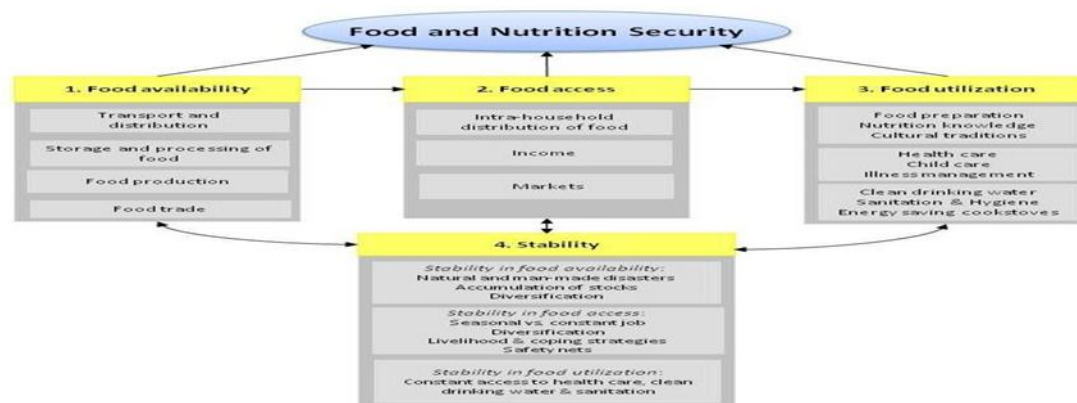 Food and Nutrition Security
1. Food availability
Transport and
distribution
Storage and processing of
food
Food production
Food trade
2. Food access
Intra-household
distribution of food
Income
Markets
3. Food utilization
Food preparation
Nutrition knowledge
Cultural traditions
Health care
Child care
Illness management
Clean drinking water
Sanitation & Hygiene
Energy saving cookstoves
4. Stability
Stability in food availability:
Natural and man-made disasters
Accumulation of stocks
Diversification
Stability in food access:
Seasonal vs. constant job
Diversification
Livelihood & coping strategies
Safety nets
Stability in food utilization:
Constant access to health care, clean
drinking water & sanitation